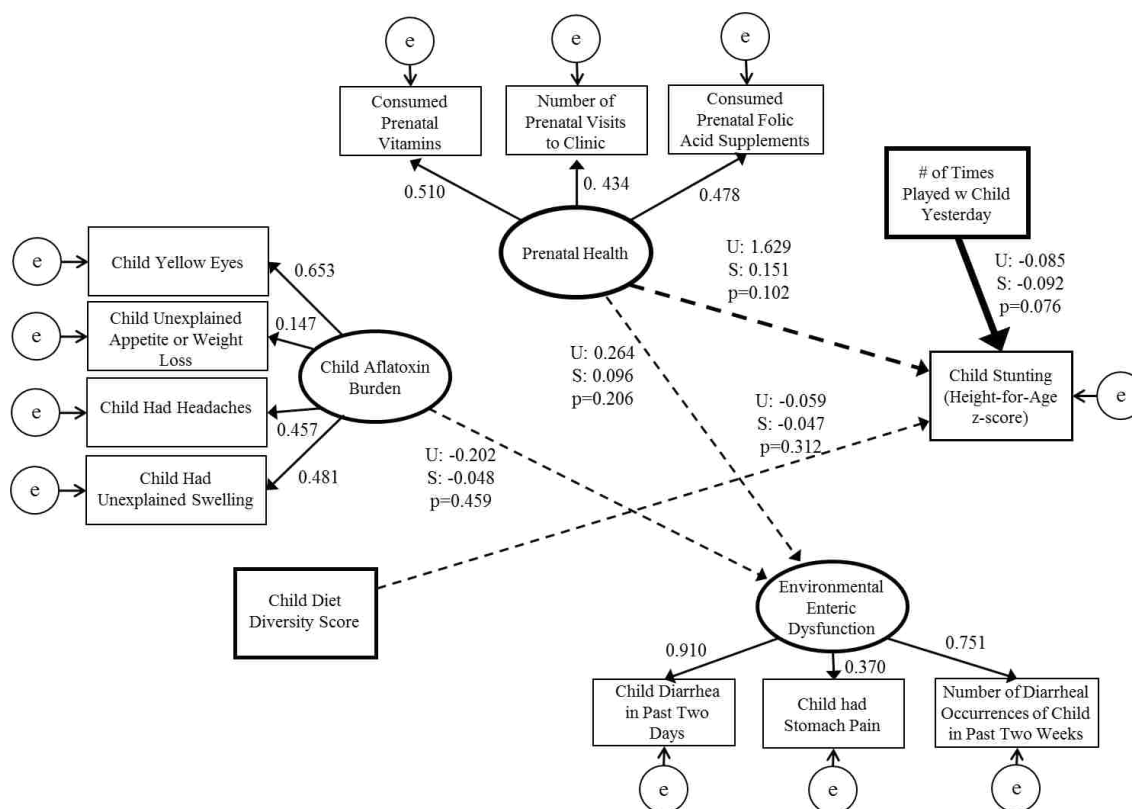 e
e
e
Consumed
Prenatal
Vitamins
Number of
Prenatal Visits
to Clinic
Consumed
Prenatal Folic
Acid Supplements
0.510
0. 434
0.478
# of Times
Played w Child
Yesterday
Prenatal Health
U: 1.629
S: 0.151
p=0.102
U: -0.085
S: -0.092
p=0.076
e
Child Yellow Eyes
0.653
e
Child Unexplained
Appetite or Weight
Loss
0.147
e
Child Had Headaches
0.457
e
Child Had
Unexplained Swelling
0.481
Child Aflatoxin
Burden
U: 0.264
S: 0.096
p=0.206
U: -0.059
S: -0.047
p=0.312
Child Stunting
(Height-for-Age
z-score)
e
U: -0.202
S: -0.048
p=0.459
Child Diet
Diversity Score
Environmental
Enteric
Dysfunction
0.910
0.370
0.751
Child Diarrhea
in Past Two
Days
Child had
Stomach Pain
Number of Diarrheal
Occurrences of Child
in Past Two Weeks
e
e
e